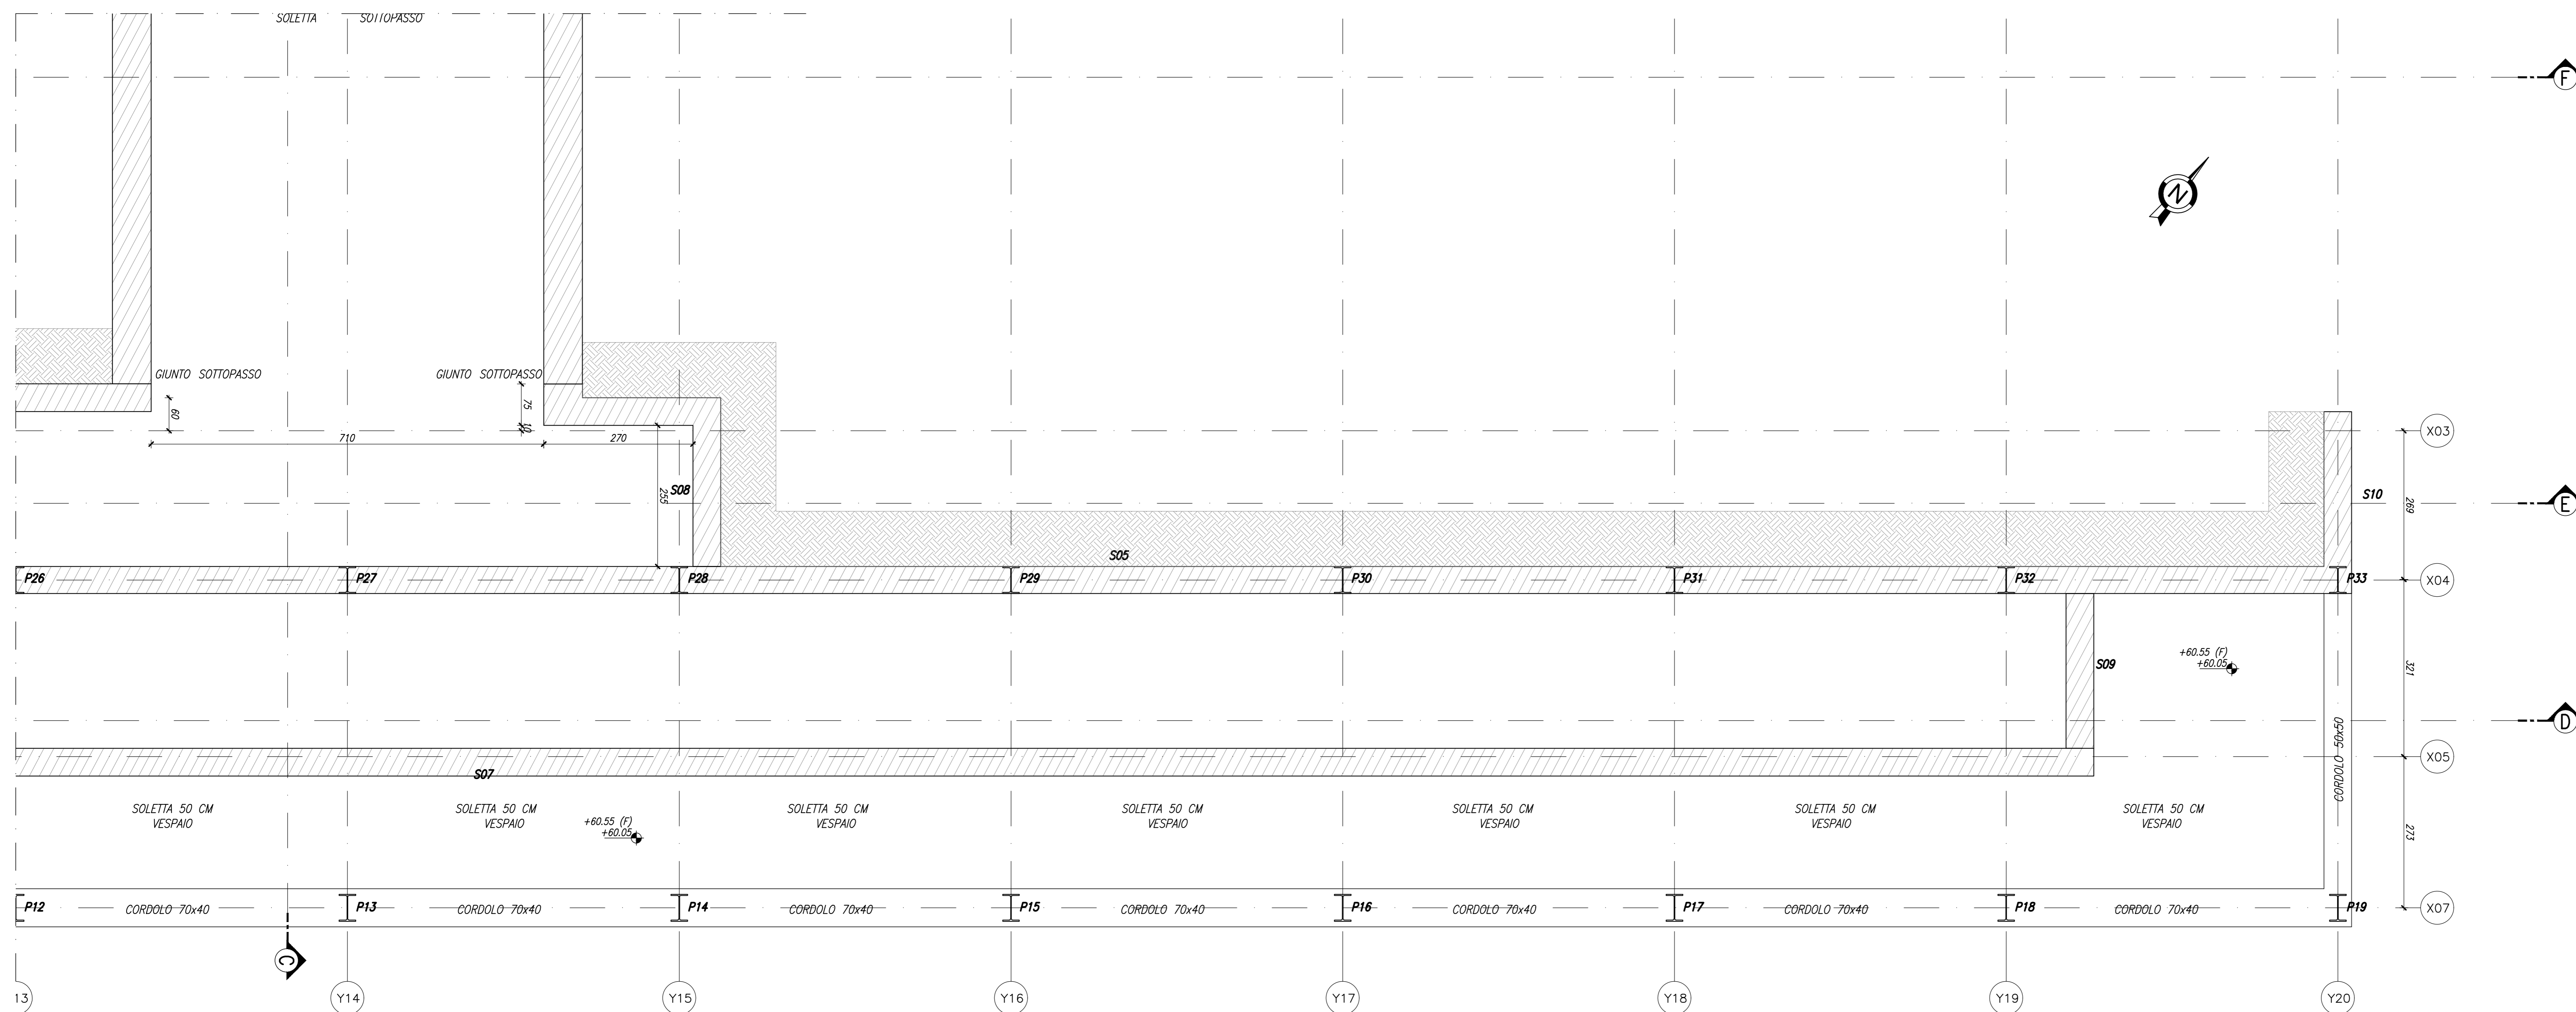 SOLETTA SOTTOPASSO
F
N
GIUNTO SOTTOPASSO
GIUNTO SOTTOPASSO
60
75
10
710
270
X03
255
S08
S10
269
E
S05
P26
P27
P28
P29
P30
P31
P32
P33
X04
+60.55 (F)
+60.05
S09
321
D
CORDOLO 50x50
X05
S07
SOLETTA 50 CM
VESPAIO
SOLETTA 50 CM
VESPAIO
+60.55 (F)
+60.05
SOLETTA 50 CM
VESPAIO
SOLETTA 50 CM
VESPAIO
SOLETTA 50 CM
VESPAIO
SOLETTA 50 CM
VESPAIO
SOLETTA 50 CM
VESPAIO
273
P12
CORDOLO 70x40
P13
CORDOLO 70x40
P14
CORDOLO 70x40
P15
CORDOLO 70x40
P16
CORDOLO 70x40
P17
CORDOLO 70x40
P18
CORDOLO 70x40
P19
X07
C
13
Y14
Y15
Y16
Y17
Y18
Y19
Y20